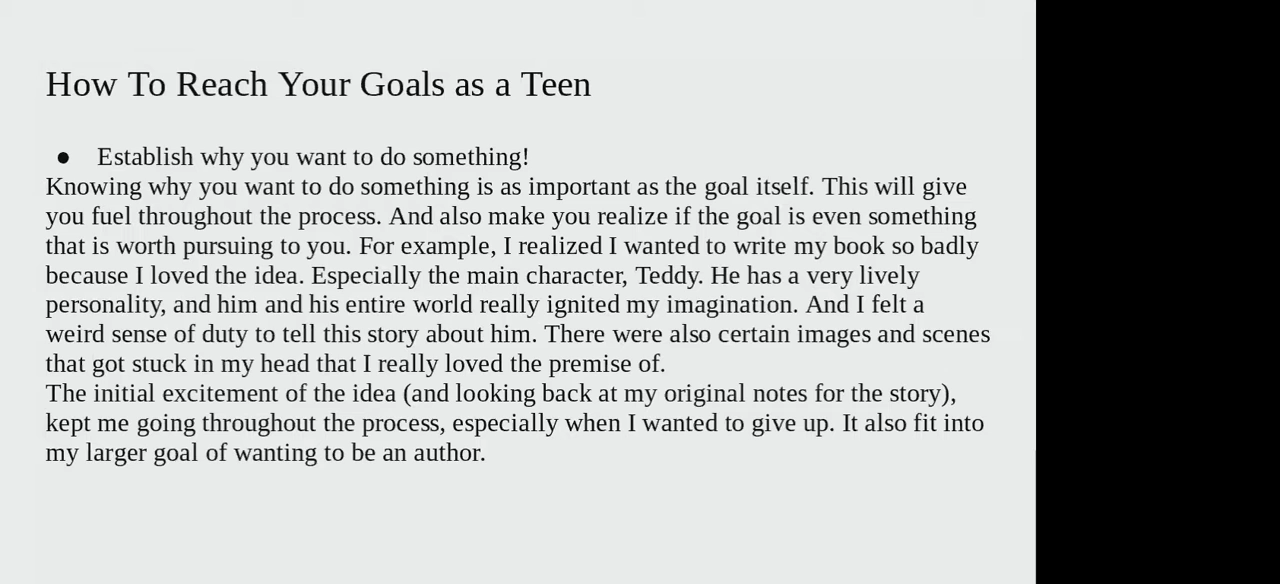 How To Reach Your Goals as a Teen
● Establish why you want to do something!
Knowing why you want to do something is as important as the goal itself. This will give
you fuel throughout the process. And also make you realize if the goal is even something
that is worth pursuing to you. For example, I realized I wanted to write my book so badly
because I loved the idea. Especially the main character, Teddy. He has a very lively
personality, and him and his entire world really ignited my imagination. And I felt a
weird sense of duty to tell this story about him. There were also certain images and scenes
that got stuck in my head that I really loved the premise of.
The initial excitement of the idea (and looking back at my original notes for the story),
kept me going throughout the process, especially when I wanted to give up. It also fit into
my larger goal of wanting to be an author.